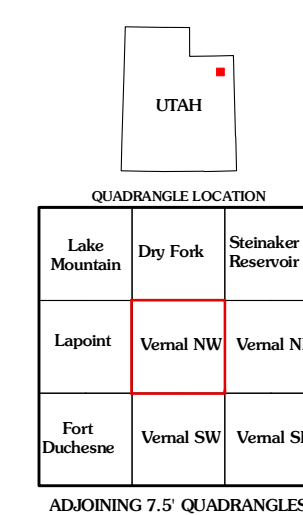 UTAH
QUADRANGLE LOCATION
Lake
Mountain
Dry Fork
Steinaker
Reservoir
Lapoint
Vernal NW
Vernal N
Fort
Duchesne
Vernal SW
Vernal S
ADJOINING 7.5' QUADRANGLES